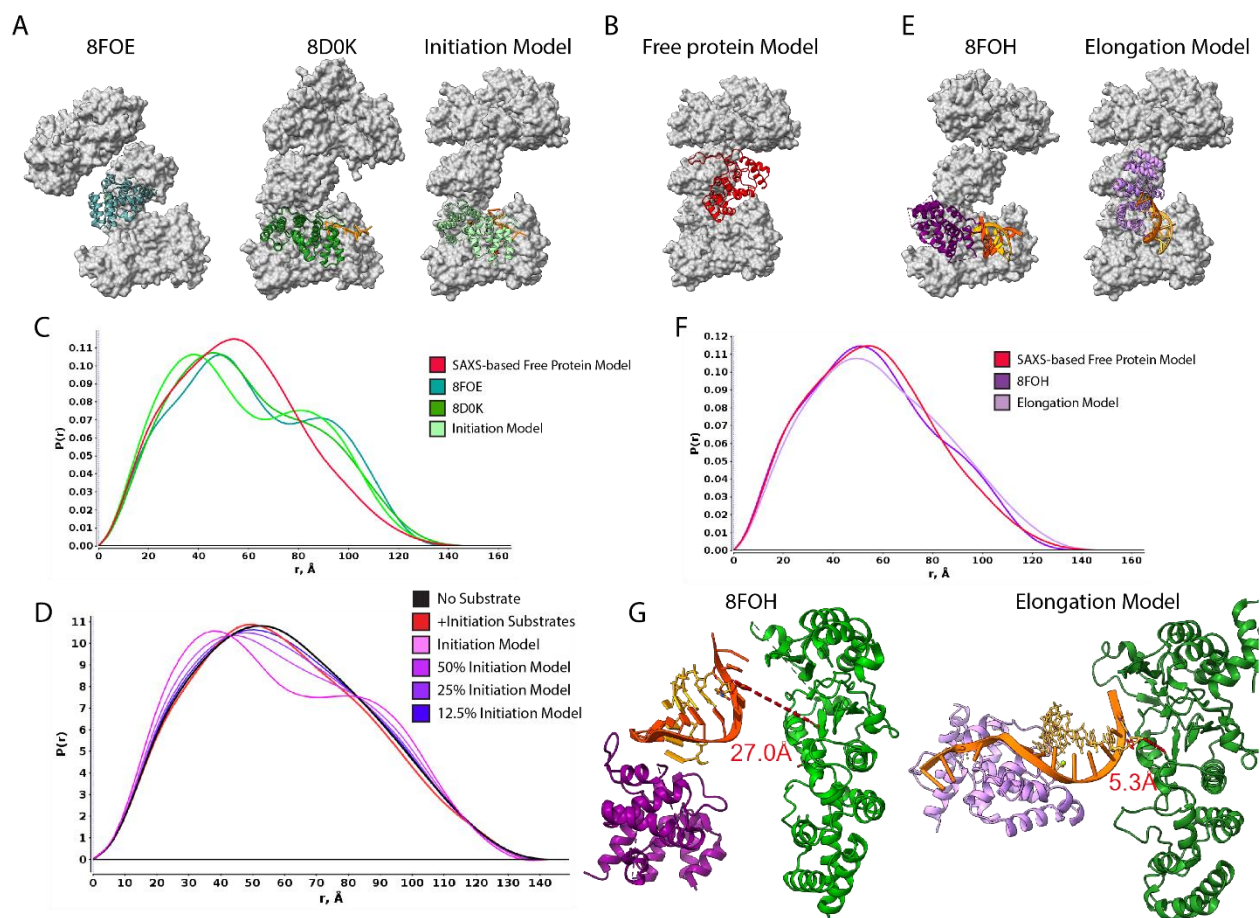 A
8FOE
8D0K
Initiation Model
B
Free protein Model
E
8FOH
Elongation Model
C
P(r)
0.11
0.10
0.09
0.08
0.07
0.06
0.05
0.04
0.03
0.02
0.01
0.00
0
20
40
60
80
100
120
140
160
r, Å
SAXS-based Free Protein Model
8FOE
8D0K
Initiation Model
F
P(r)
0.12
0.11
0.10
0.09
0.08
0.07
0.06
0.05
0.04
0.03
0.02
0.01
0.00
0
20
40
60
80
100
120
140
160
r, Å
SAXS-based Free Protein Model
8FOH
Elongation Model
D
P(r)
11
10
9
8
7
6
5
4
3
2
1
0
0
10
20
30
40
50
60
70
80
90
100
110
120
130
140
r, Å
No Substrate
+Initiation Substrates
Initiation Model
50% Initiation Model
25% Initiation Model
12.5% Initiation Model
G
8FOH
27.0Å
Elongation Model
5.3Å